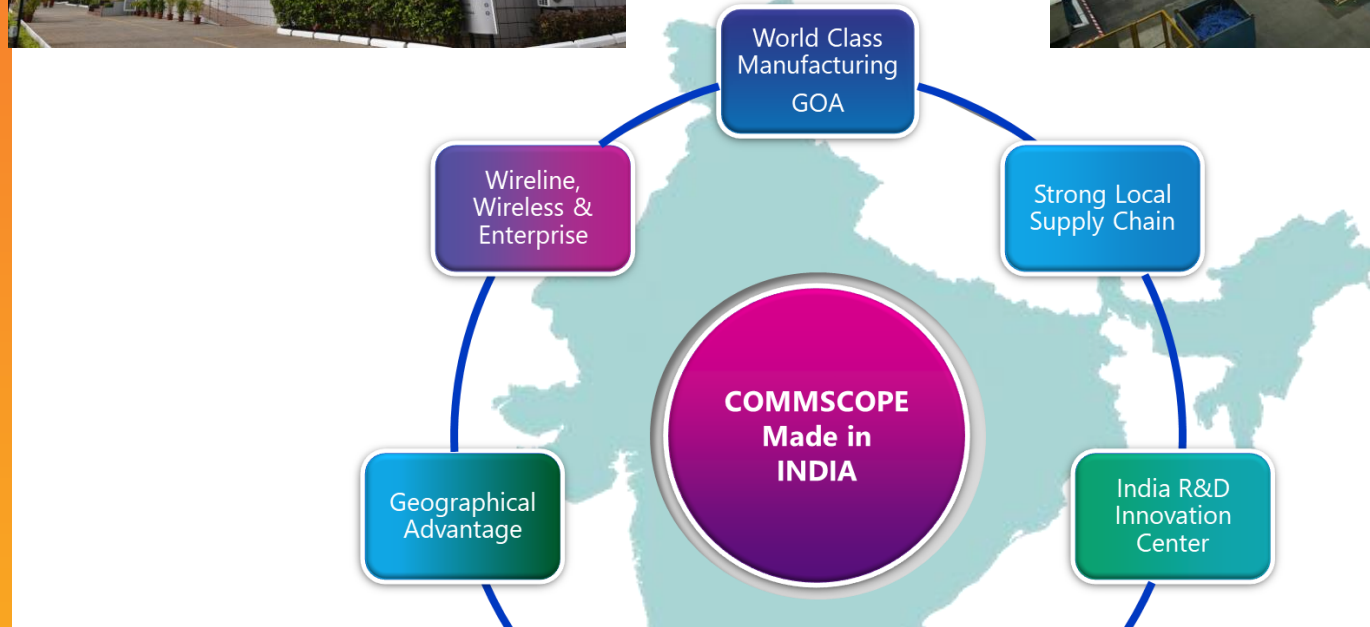 World Class
Manufacturing
GOA
Wireline,
Wireless &
Enterprise
Strong Local
Supply Chain
COMMSCOPE
Made in
INDIA
Geographical
Advantage
India R&D
Innovation
Center